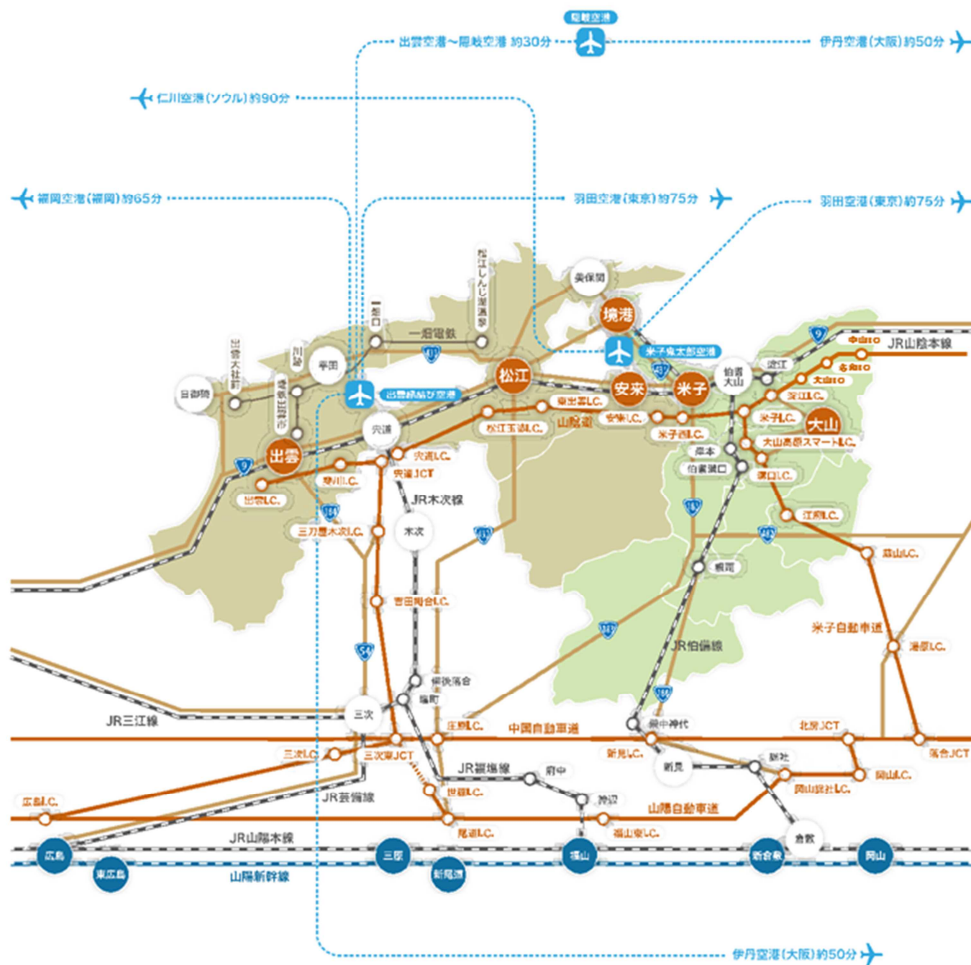 隠岐空港
出雲空港～隠岐空港 約30分
伊丹空港(大阪)約50分
仁川空港(ソウル)約90分
福岡空港(福岡)約65分
羽田空港(東京)約75分
羽田空港(東京)約75分
松江しんじ湖温泉
美保関
境港
一畑口
一畑電鉄
9
JR山陰本線
431
米子鬼太郎空港
川跡
平田
松江
安来
米子
伯耆大山
淀江
出雲大社前
日御碕
出雲縁結び空港
東出雲I.C.
山陰道
安来I.C.
淀江I.C.
米子I.C.
大山
松江玉造I.C.
米子西I.C.
宍道
大山高原スマートI.C.
岸本
出雲
宍道I.C.
伯耆溝口
溝口I.C.
9
宍道JCT
斐川I.C.
出雲I.C.
JR木次線
江府I.C.
三刀屋木次I.C.
木次
蒜山I.C.
根雨
吉田掛合I.C.
米子自動車道
54
JR伯備線
湯原I.C.
備後落合
塩町
JR三江線
三次
庄原I.C.
中国自動車道
備中神代
北房JCT
三次I.C.
三次東JCT
新見I.C.
落合JCT
新見
総社
JR福塩線
府中
岡山I.C.
JR芸備線
世羅I.C.
神辺
岡山総社I.C.
広島I.C.
山陽自動車道
尾道I.C.
福山東I.C.
JR山陽本線
倉敷
広島
三原
福山
新倉敷
岡山
東広島
山陽新幹線
新尾道
伊丹空港(大阪)約50分